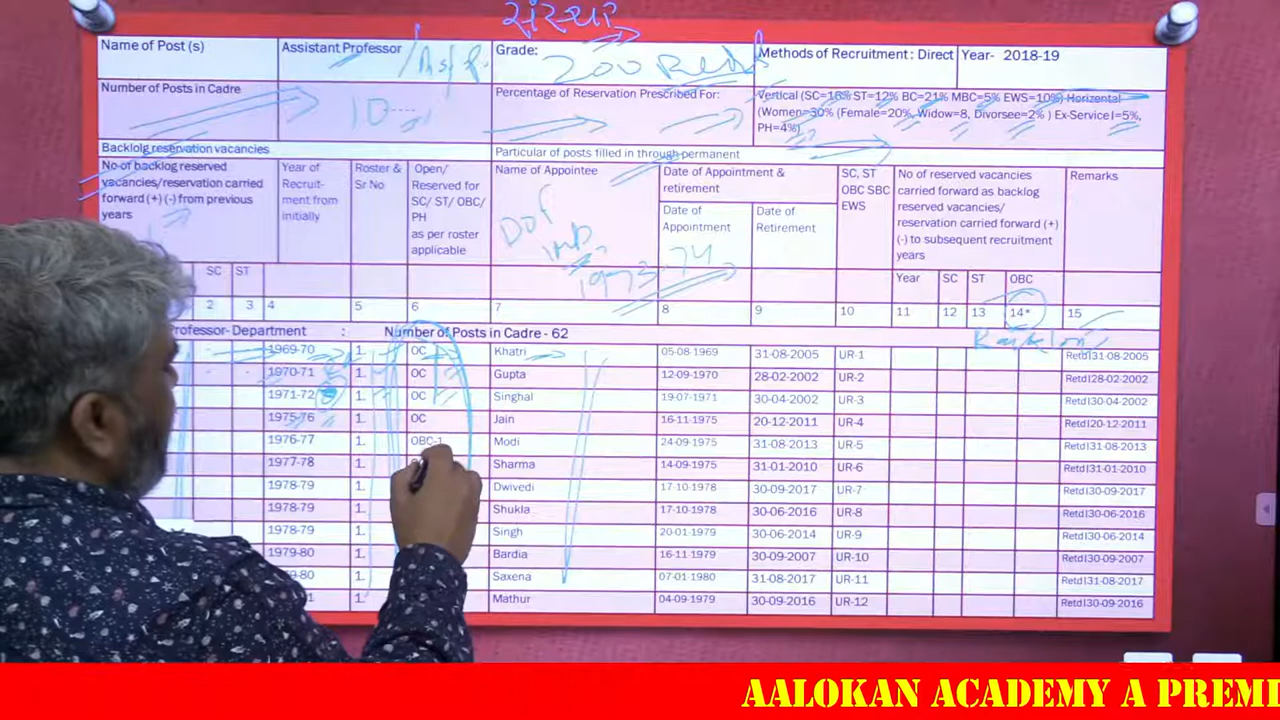 Name of Post (s) Assistant Professor Grade: Methods of Recruitment : Direct Year- 2018-19
200
Number of Posts in Cadre 10 Percentage of Reservation Prescribed For: Vertical (SC=16% ST=12% BC=21% MBC=5% EWS=10%) Horizontal
(Women=30% (Female=20%, Widow=8, Divorsee=2% ) Ex-ServiceI=5%,
PH=4%)
Backlolg reservation vacancies Particular of posts filled in through permanent
No of backlog reserved
vacancies/reservation carried
forward (+) (-) from previous
years
Year of
Recruit-
ment from
initially
Roster &
Sr No
Open/
Reserved for
SC/ ST/ OBC/
PH
as per roster
applicable
Name of Appointee
1973-74
Date of Appointment &
retirement
Date of
Appointment
Date of
Retirement
SC, ST
OBC SBC
EWS
No of reserved vacancies
carried forward as backlog
reserved vacancies/
reservation carried forward (+)
(-) to subsequent recruitment
years
Remarks
SC ST Year SC ST OBC
2 3 4 5 6 7 8 9 10 11 12 13 14* 15
Professor- Department : Number of Posts in Cadre - 62
1969-70 1. OC Khatri 05-08-1969 31-08-2005 UR-1 Retd|31-08-2005
1970-71 1. OC Gupta 12-09-1970 28-02-2002 UR-2 Retd|28-02-2002
1971-72 1. OC Singhal 19-07-1971 30-04-2002 UR-3 Retd|30-04-2002
1975-76 1. OC Jain 16-11-1975 20-12-2011 UR-4 Retd|20-12-2011
1976-77 1. OBC-1 Modi 24-09-1975 31-08-2013 UR-5 Retd|31-08-2013
1977-78 1. Sharma 14-09-1975 31-01-2010 UR-6 Retd|31-01-2010
1978-79 1. Dwivedi 17-10-1978 30-09-2017 UR-7 Retd|30-09-2017
1978-79 1. Shukla 17-10-1978 30-06-2016 UR-8 Retd|30-06-2016
1978-79 1. Singh 20-01-1979 30-06-2014 UR-9 Retd|30-06-2014
1979-80 1. Bardia 16-11-1979 30-09-2007 UR-10 Retd|30-09-2007
79-80 1. Saxena 07-01-1980 31-08-2017 UR-11 Retd|31-08-2017
1 1. Mathur 04-09-1979 30-09-2016 UR-12 Retd|30-09-2016
AALOKAN ACADEMY A PREMI